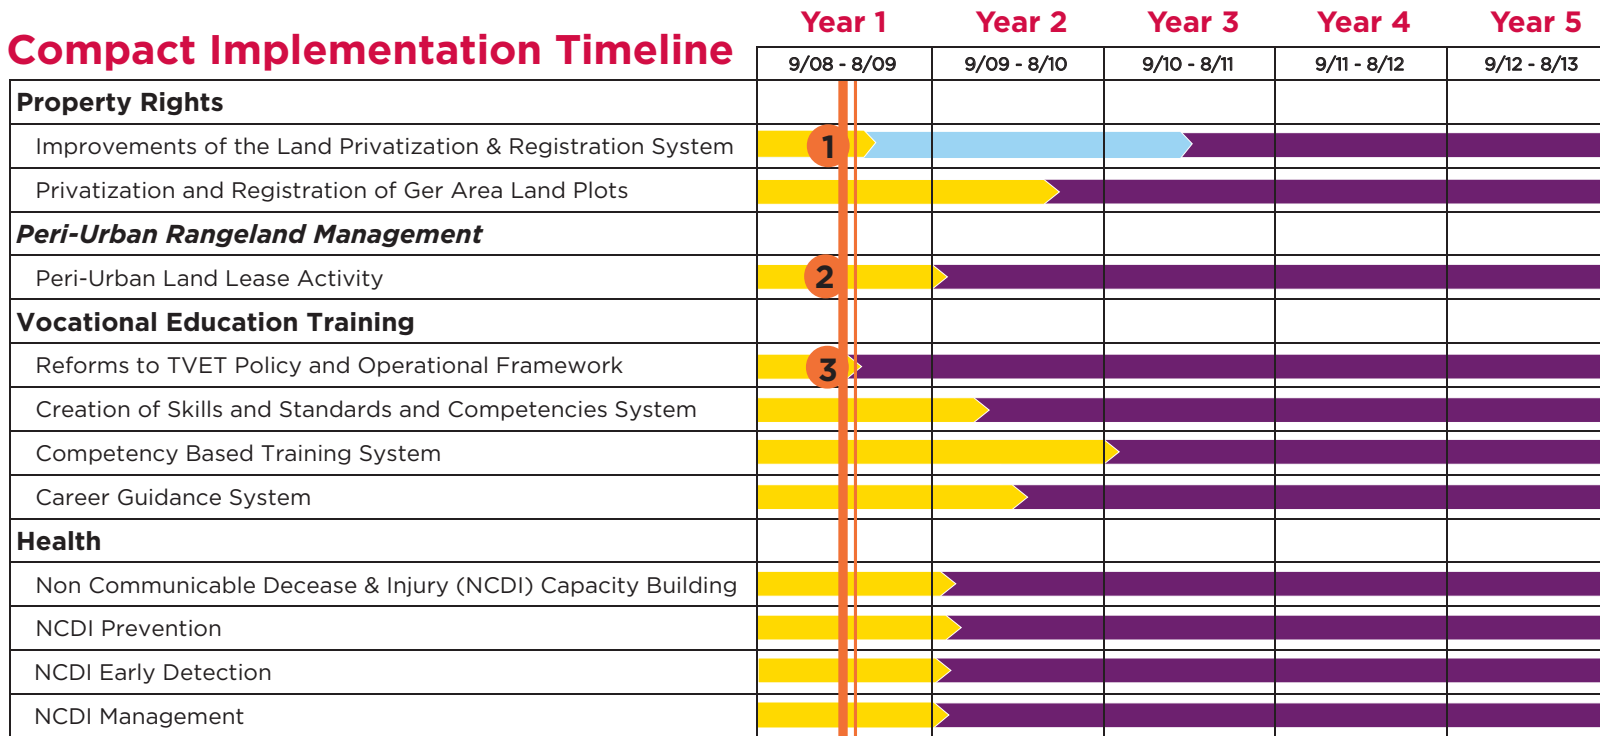 Year 1 Year 2 Year 3 Year 4 Year 5
Compact Implementation Timeline
9/08 - 8/09 9/09 - 8/10 9/10 - 8/11 9/11 - 8/12 9/12 - 8/13
Property Rights
Improvements of the Land Privatization & Registration System 1
Privatization and Registration of Ger Area Land Plots
Peri-Urban Rangeland Management
Peri-Urban Land Lease Activity 2
Vocational Education Training
Reforms to TVET Policy and Operational Framework 3
Creation of Skills and Standards and Competencies System
Competency Based Training System
Career Guidance System
Health
Non Communicable Decease & Injury (NCDI) Capacity Building
NCDI Prevention
NCDI Early Detection
NCDI Management